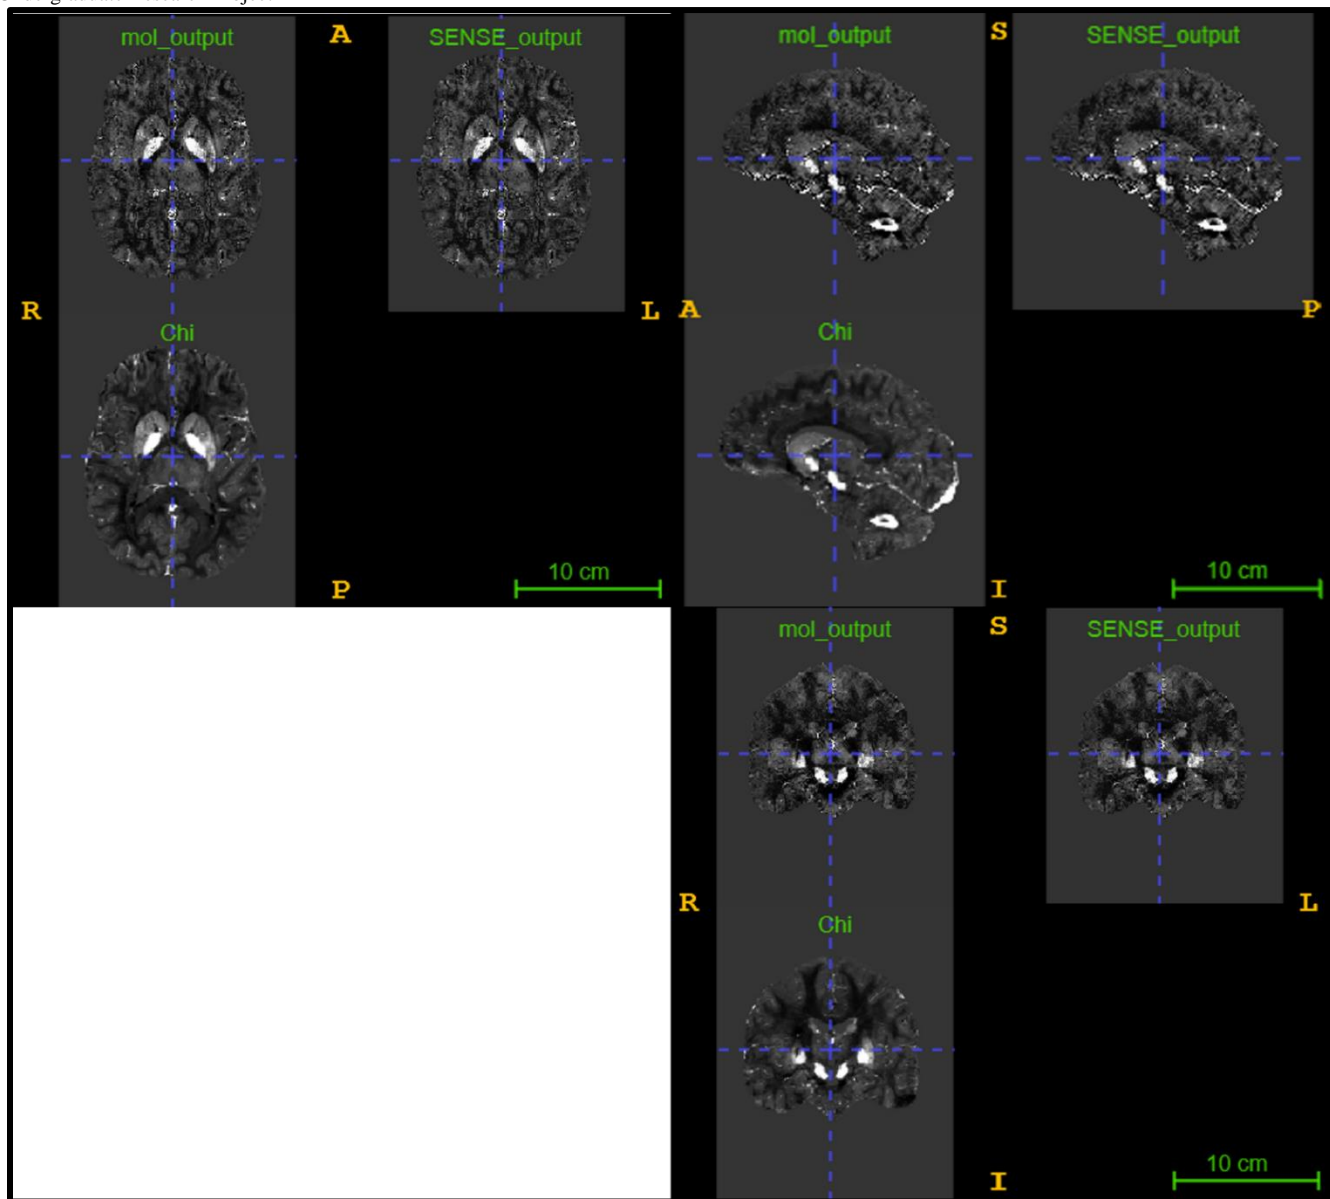 mol_output A SENSE_output
R L
Chi
P 10 cm
mol_output S SENSE_output
A P
Chi
I 10 cm
mol_output S SENSE_output
R L
Chi
I 10 cm